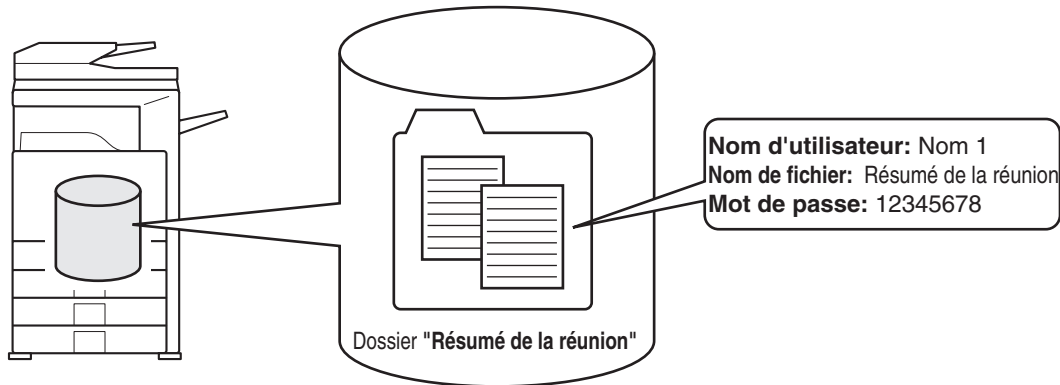 Nom d'utilisateur: Nom 1
Nom de fichier: Résumé de la réunion
Mot de passe: 12345678
Dossier "Résumé de la réunion"